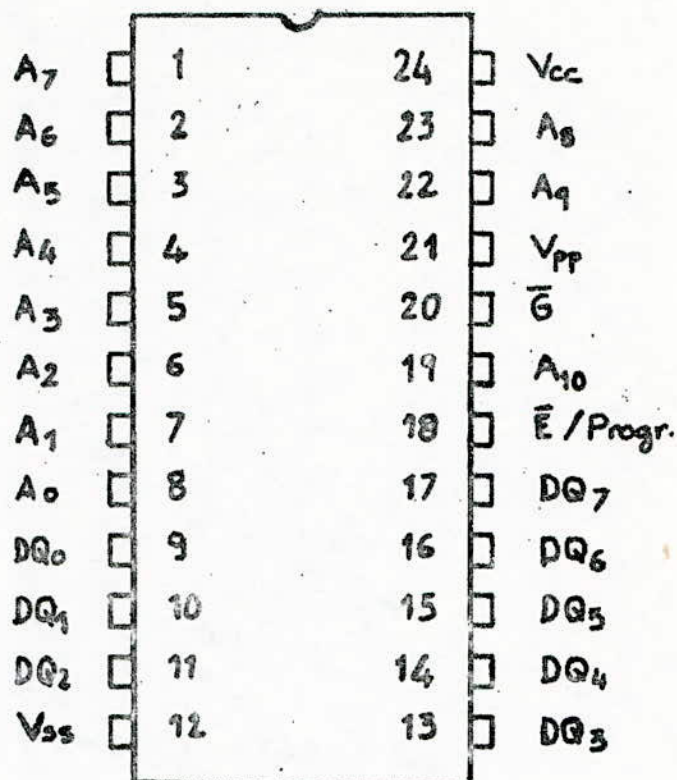 A₇ 1 24 Vcc
A₆ 2 23 A₈
A₅ 3 22 A₉
A₄ 4 21 Vpp
A₃ 5 20 G̅
A₂ 6 19 A₁₀
A₁ 7 18 E̅/Progr.
A₀ 8 17 DQ₇
DQ₀ 9 16 DQ₆
DQ₁ 10 15 DQ₅
DQ₂ 11 14 DQ₄
Vss 12 13 DQ₃